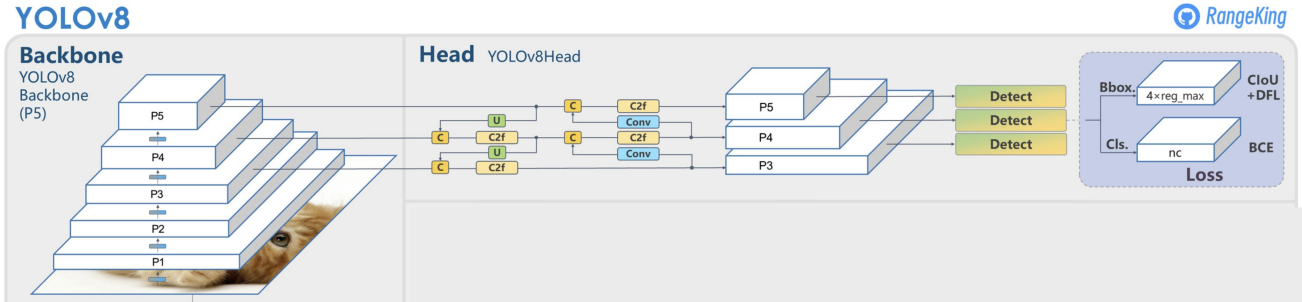 YOLOv8
RangeKing
Backbone
YOLOv8
Backbone
(P5)
P5
P4
P3
P2
P1
Head YOLOv8Head
C C2f
U Conv
C C2f C C2f
U Conv
C C2f
P5
P4
P3
Detect
Detect
Detect
Bbox.
4×reg_max
CIoU
+DFL
Cls.
nc
BCE
Loss